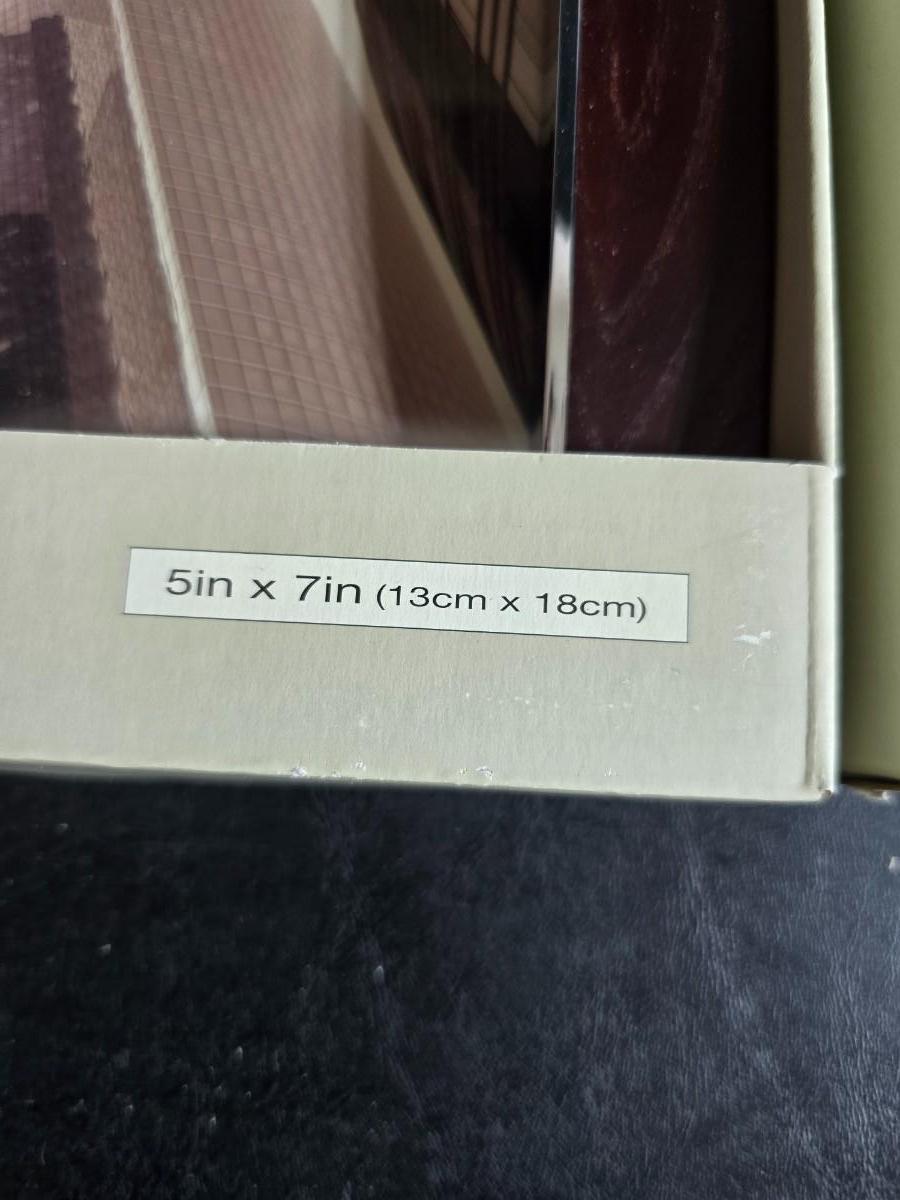 5in x 7in (13cm x 18cm)